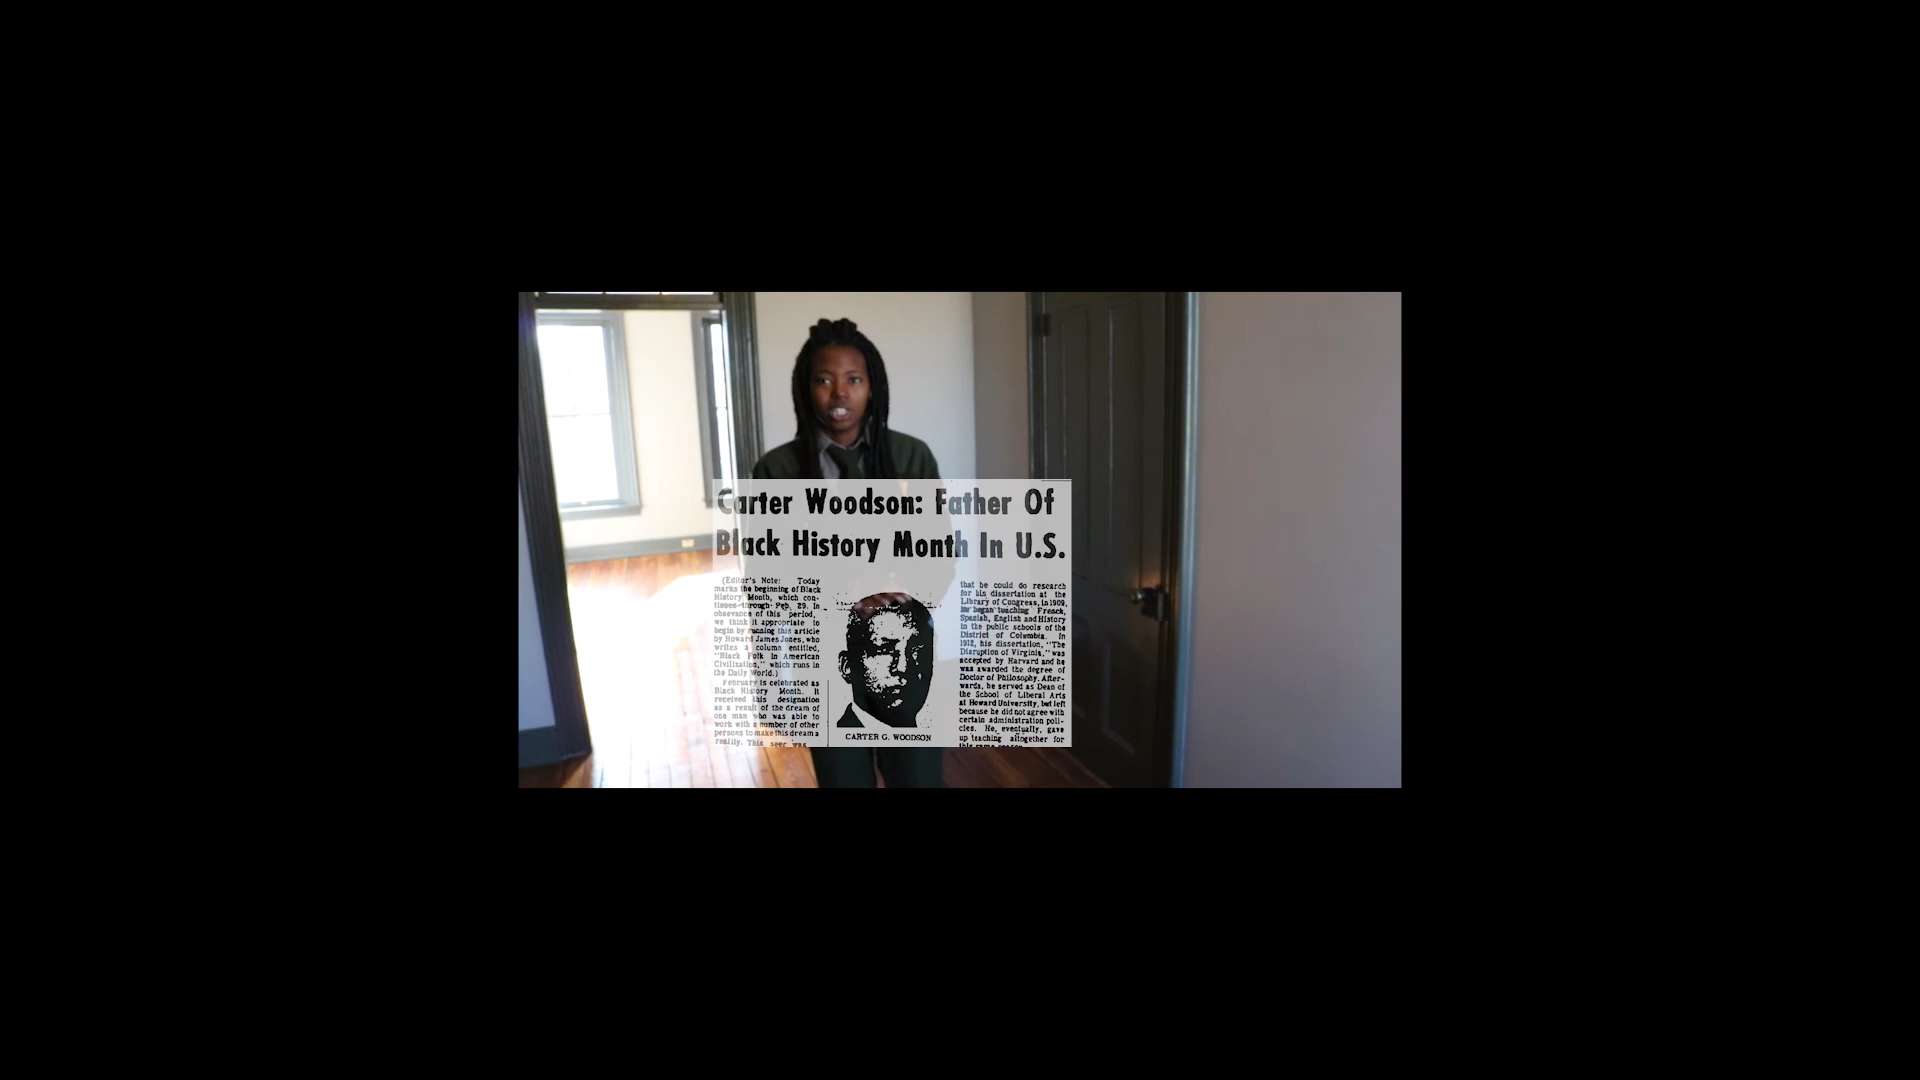 Carter Woodson: Father Of
Black History Month In U.S.
(Editor's Note: Today
marks the beginning of Black
History Month, which con-
tinues through Feb. 29. In
observance of this period,
we think it appropriate to
begin by running this article
by Howard James Jones, who
writes a column entitled,
"Black Folk in American
Civilization," which runs in
the Daily World.)
February is celebrated as
Black History Month. It
received this designation
as a result of the dream of
one man who was able to
work with a number of other
persons to make this dream a
reality. This seer was
CARTER G. WOODSON
that he could do research
for his dissertation at the
Library of Congress, in 1909,
he began teaching French,
Spanish, English and History
in the public schools of the
District of Columbia. In
1912, his dissertation, "The
Disruption of Virginia," was
accepted by Harvard and he
was awarded the degree of
Doctor of Philosophy. After-
wards, he served as Dean of
the School of Liberal Arts
at Howard University, but left
because he did not agree with
certain administration poli-
cies. He, eventually, gave
up teaching altogether for
this same reason